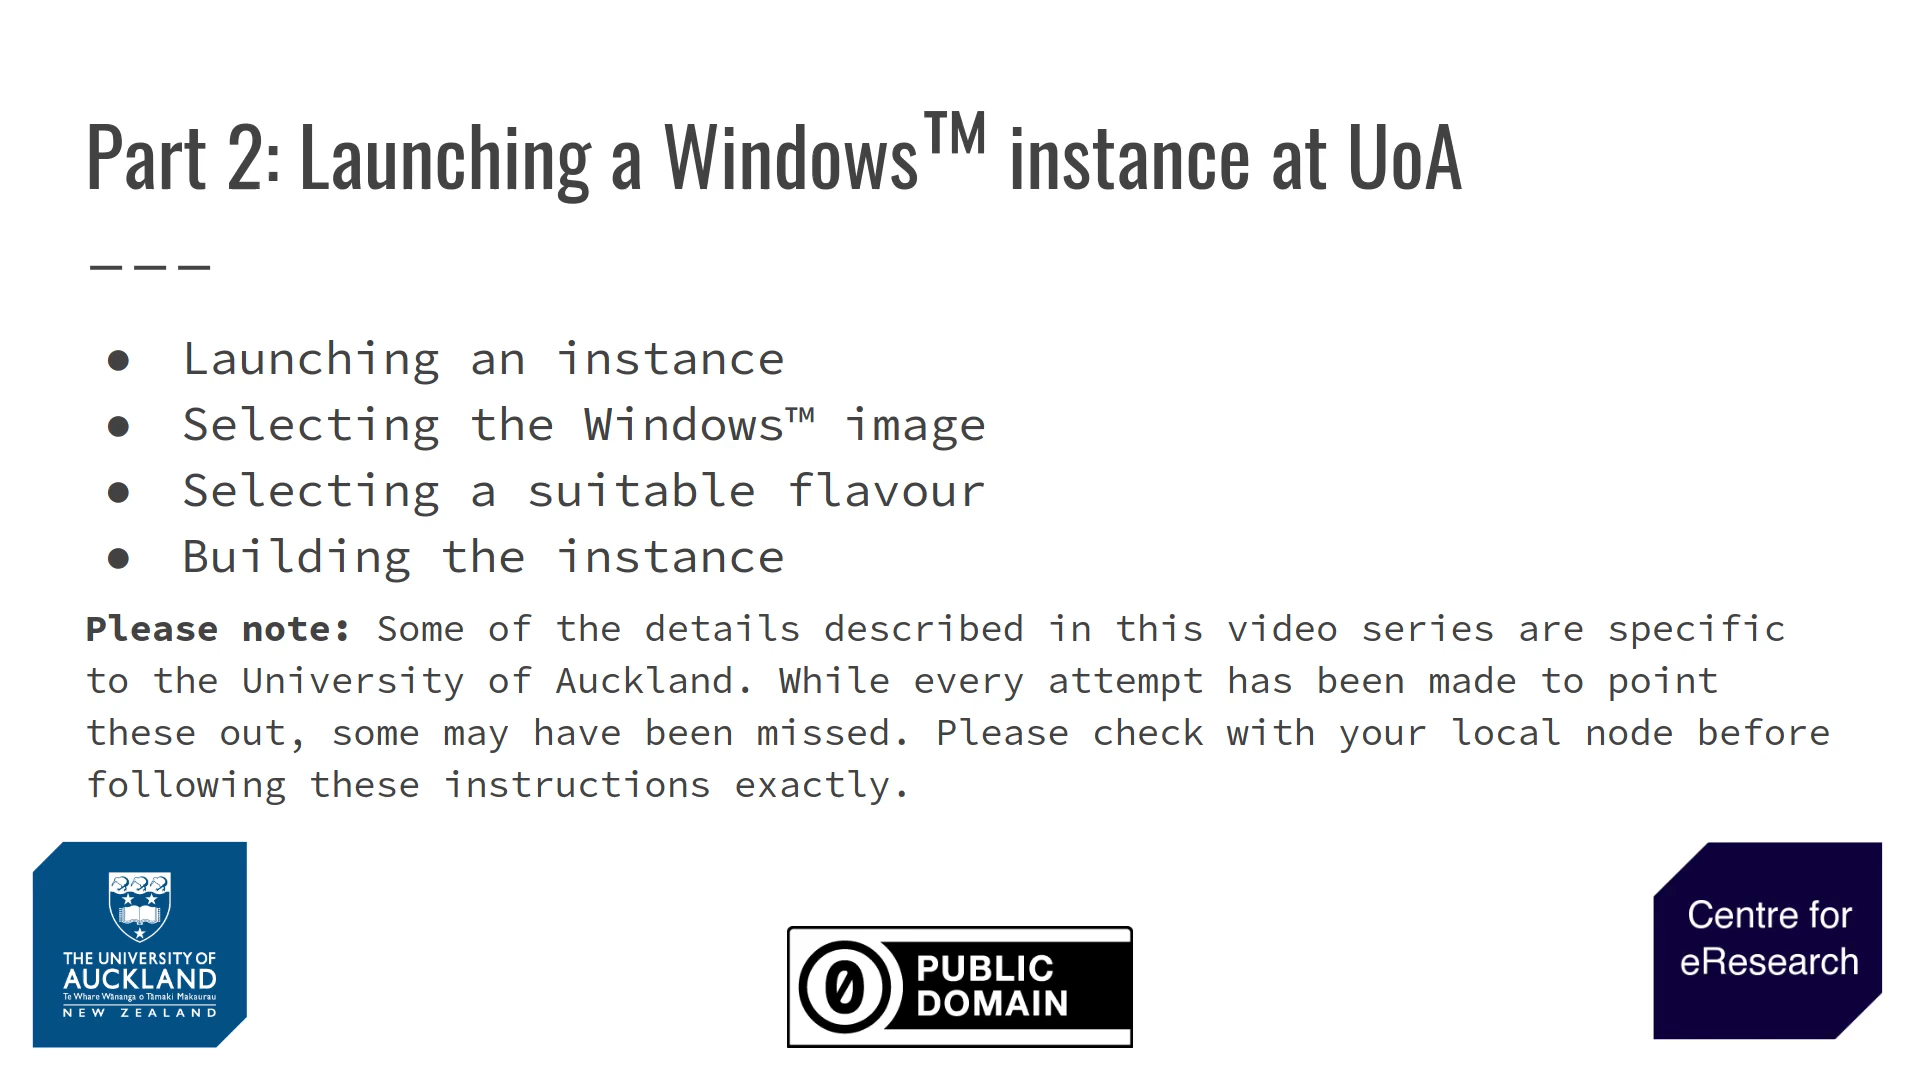 Part 2: Launching a Windows™ instance at UoA
● Launching an instance
● Selecting the Windows™ image
● Selecting a suitable flavour
● Building the instance
Please note: Some of the details described in this video series are specific
to the University of Auckland. While every attempt has been made to point
these out, some may have been missed. Please check with your local node before
following these instructions exactly.
THE UNIVERSITY OF
AUCKLAND
Te Whare Wānanga o Tāmaki Makaurau
NEW ZEALAND
0 PUBLIC
DOMAIN
Centre for
eResearch